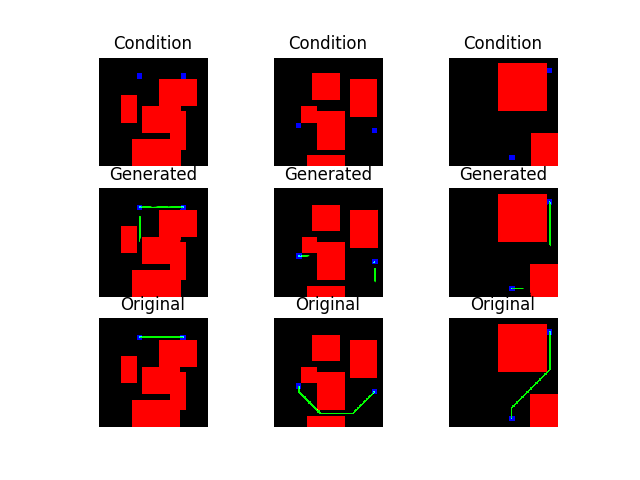 Condition Condition Condition
Generated Generated Generated
Original Original Original